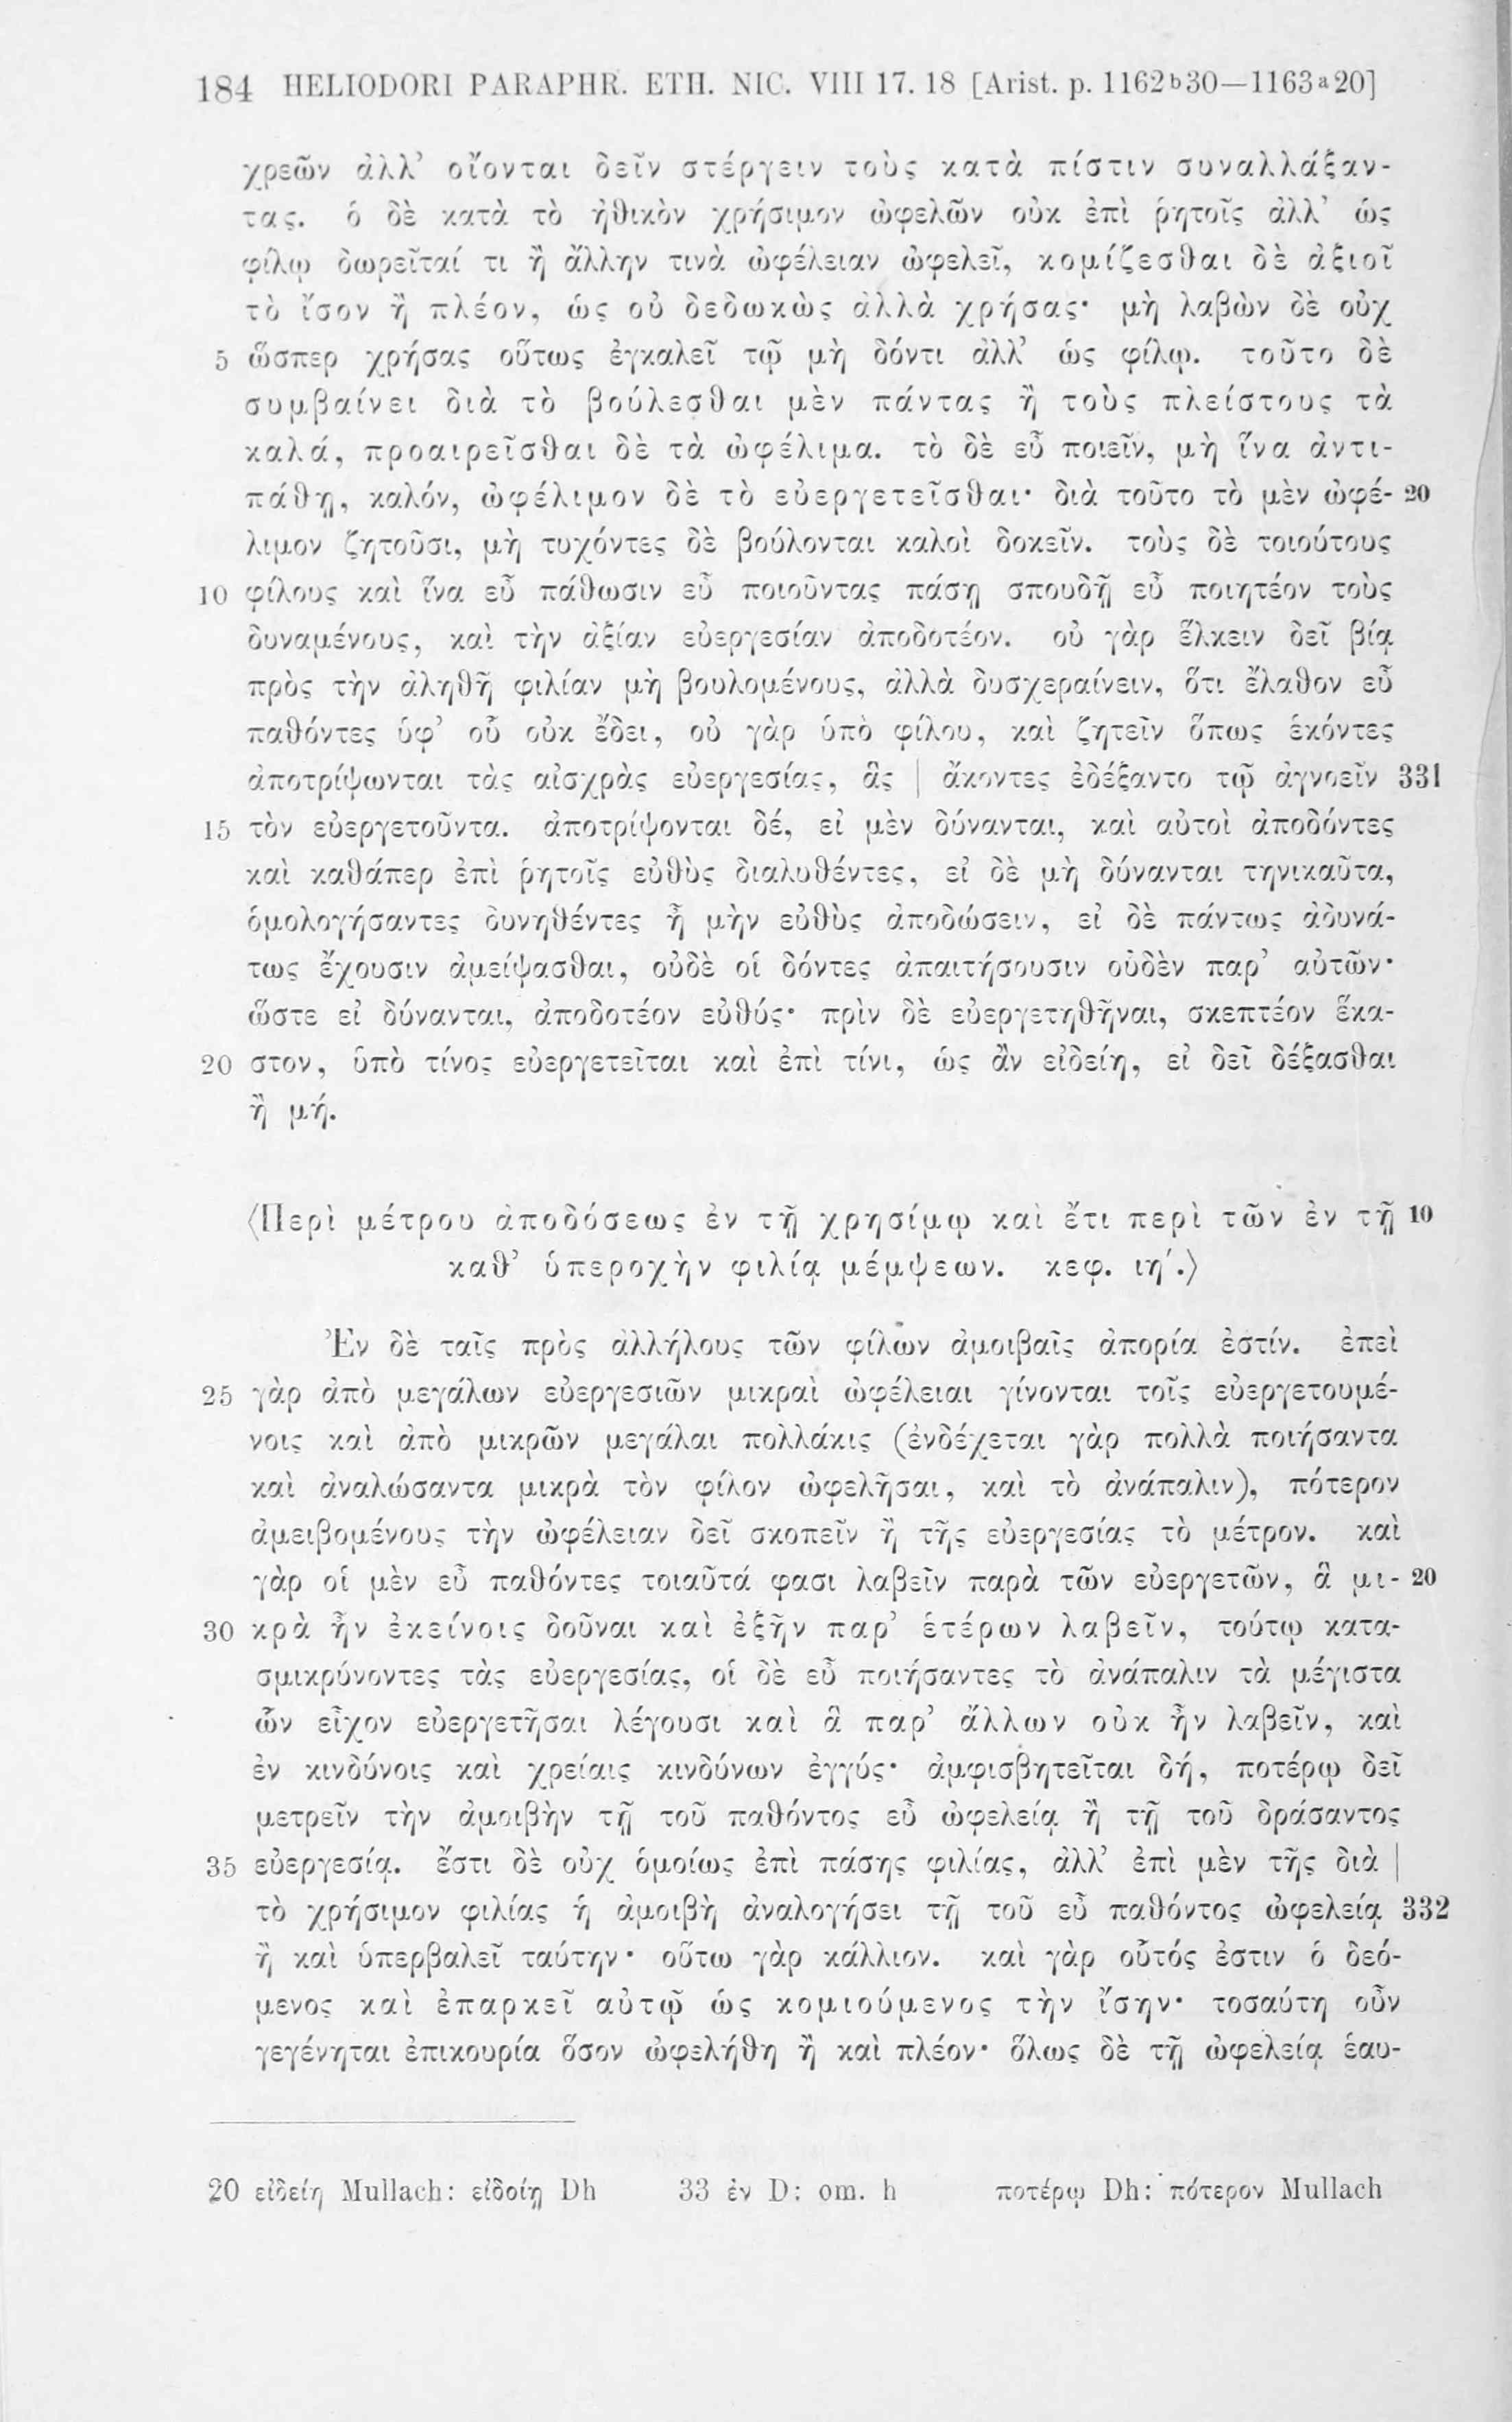 184 HELIODORI PARAPHR. ETH. NIC. VIII 17. 18 [Arist. p. 1162b30—1163a20]
χρεῶν ἀλλ’ οἴονται δεῖν στέργειν τοὺς κατὰ πίστιν συναλλάξαν-
τας. ὁ δὲ κατὰ τὸ ἠθικὸν χρήσιμον ὠφελῶν οὐκ ἐπὶ ῥητοῖς ἀλλ’ ὡς
φίλῳ δωρεῖταί τι ἢ ἄλλην τινὰ ὠφέλειαν ὠφελεῖ, κομίζεσθαι δὲ ἀξιοῖ
τὸ ἴσον ἢ πλέον, ὡς οὐ δεδωκὼς ἀλλὰ χρήσας· μὴ λαβὼν δὲ οὐχ
5 ὥσπερ χρήσας οὕτως ἐγκαλεῖ τῷ μὴ δόντι ἀλλ’ ὡς φίλῳ. τοῦτο δὲ
συμβαίνει διὰ τὸ βούλεσθαι μὲν πάντας ἢ τοὺς πλείστους τὰ
καλά, προαιρεῖσθαι δὲ τὰ ὠφέλιμα. τὸ δὲ εὖ ποιεῖν, μὴ ἵνα ἀντι-
πάθῃ, καλόν, ὠφέλιμον δὲ τὸ εὐεργετεῖσθαι· διὰ τοῦτο τὸ μὲν ὠφέ- 20
λιμον ζητοῦσι, μὴ τυχόντες δὲ βούλονται καλοὶ δοκεῖν. τοὺς δὲ τοιούτους
10 φίλους καὶ ἵνα εὖ πάθωσιν εὖ ποιοῦντας πάσῃ σπουδῇ εὖ ποιητέον τοὺς
δυναμένους, καὶ τὴν ἀξίαν εὐεργεσίαν ἀποδοτέον. οὐ γὰρ ἕλκειν δεῖ βίᾳ
πρὸς τὴν ἀληθῆ φιλίαν μὴ βουλομένους, ἀλλὰ δυσχεραίνειν, ὅτι ἔλαθον εὖ
παθόντες ὑφ’ οὗ οὐκ ἔδει, οὐ γὰρ ὑπὸ φίλου, καὶ ζητεῖν ὅπως ἑκόντες
ἀποτρίψωνται τὰς αἰσχρὰς εὐεργεσίας, ἃς | ἄκοντες ἐδέξαντο τῷ ἀγνοεῖν 331
15 τὸν εὐεργετοῦντα. ἀποτρίψονται δέ, εἰ μὲν δύνανται, καὶ αὐτοὶ ἀποδόντες
καὶ καθάπερ ἐπὶ ῥητοῖς εὐθὺς διαλυθέντες, εἰ δὲ μὴ δύνανται τηνικαῦτα,
ὁμολογήσαντες δυνηθέντες ἦ μὴν εὐθὺς ἀποδώσειν, εἰ δὲ πάντως ἀδυνά-
τως ἔχουσιν ἀμείψασθαι, οὐδὲ οἱ δόντες ἀπαιτήσουσιν οὐδὲν παρ’ αὐτῶν·
ὥστε εἰ δύνανται, ἀποδοτέον εὐθύς· πρὶν δὲ εὐεργετηθῆναι, σκεπτέον ἕκα-
20 στον, ὑπὸ τίνος εὐεργετεῖται καὶ ἐπὶ τίνι, ὡς ἂν εἰδείη, εἰ δεῖ δέξασθαι
ἢ μή.
⟨Περὶ μέτρου ἀποδόσεως ἐν τῇ χρησίμῳ καὶ ἔτι περὶ τῶν ἐν τῇ 10
καθ’ ὑπεροχὴν φιλίᾳ μέμψεων. κεφ. ιη′.⟩
Ἐν δὲ ταῖς πρὸς ἀλλήλους τῶν φίλων ἀμοιβαῖς ἀπορία ἐστίν. ἐπεὶ
25 γὰρ ἀπὸ μεγάλων εὐεργεσιῶν μικραὶ ὠφέλειαι γίνονται τοῖς εὐεργετουμέ-
νοις καὶ ἀπὸ μικρῶν μεγάλαι πολλάκις (ἐνδέχεται γὰρ πολλὰ ποιήσαντα
καὶ ἀναλώσαντα μικρὰ τὸν φίλον ὠφελῆσαι, καὶ τὸ ἀνάπαλιν), πότερον
ἀμειβομένους τὴν ὠφέλειαν δεῖ σκοπεῖν ἢ τῆς εὐεργεσίας τὸ μέτρον. καὶ
γὰρ οἱ μὲν εὖ παθόντες τοιαῦτά φασι λαβεῖν παρὰ τῶν εὐεργετῶν, ἃ μι- 20
30 κρὰ ἦν ἐκείνοις δοῦναι καὶ ἐξῆν παρ’ ἑτέρων λαβεῖν, τούτῳ κατα-
σμικρύνοντες τὰς εὐεργεσίας, οἱ δὲ εὖ ποιήσαντες τὸ ἀνάπαλιν τὰ μέγιστα
ὧν εἶχον εὐεργετῆσαι λέγουσι καὶ ἃ παρ’ ἄλλων οὐκ ἦν λαβεῖν, καὶ
ἐν κινδύνοις καὶ χρείαις κινδύνων ἐγγύς· ἀμφισβητεῖται δή, ποτέρῳ δεῖ
μετρεῖν τὴν ἀμοιβὴν τῇ τοῦ παθόντος εὖ ὠφελείᾳ ἢ τῇ τοῦ δράσαντος
35 εὐεργεσίᾳ. ἔστι δὲ οὐχ ὁμοίως ἐπὶ πάσης φιλίας, ἀλλ’ ἐπὶ μὲν τῆς διὰ |
τὸ χρήσιμον φιλίας ἡ ἀμοιβὴ ἀναλογήσει τῇ τοῦ εὖ παθόντος ὠφελείᾳ 332
ἢ καὶ ὑπερβαλεῖ ταύτην· οὕτω γὰρ κάλλιον. καὶ γὰρ οὗτός ἐστιν ὁ δεό-
μενος καὶ ἐπαρκεῖ αὐτῷ ὡς κομιούμενος τὴν ἴσην· τοσαύτη οὖν
γεγένηται ἐπικουρία ὅσον ὠφελήθη ἢ καὶ πλέον· ὅλως δὲ τῇ ὠφελείᾳ ἑαυ-
20 εἰδείη Mullach: εἰδοίῃ Dh 33 ἐν D: om. h ποτέρῳ Dh: πότερον Mullach